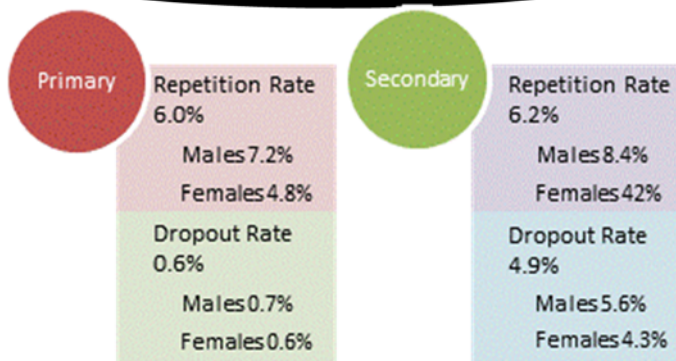 Primary
Repetition Rate
6.0%
Males 7.2%
Females 4.8%
Dropout Rate
0.6%
Males 0.7%
Females 0.6%
Secondary
Repetition Rate
6.2%
Males 8.4%
Females 42%
Dropout Rate
4.9%
Males 5.6%
Females 4.3%